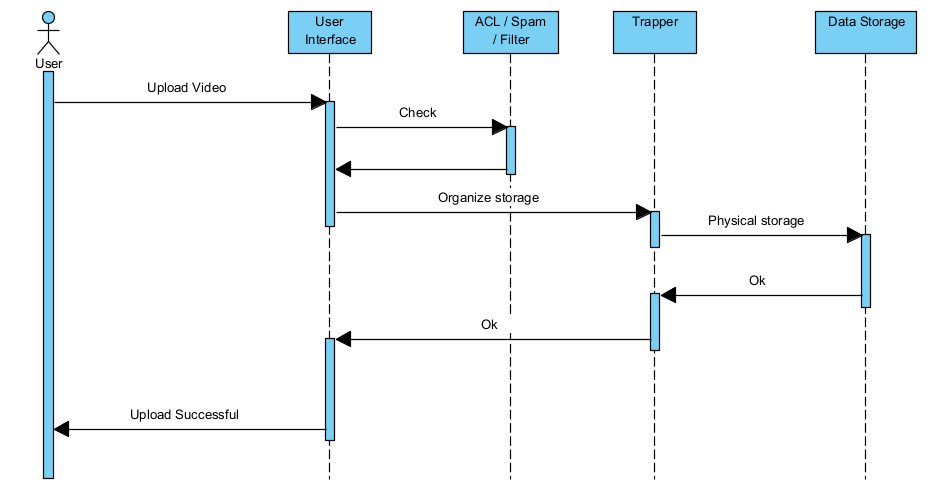 User
Interface
ACL / Spam
/ Filter
Trapper
Data Storage
User
Upload Video
Check
Organize storage
Physical storage
Ok
Ok
Upload Successful